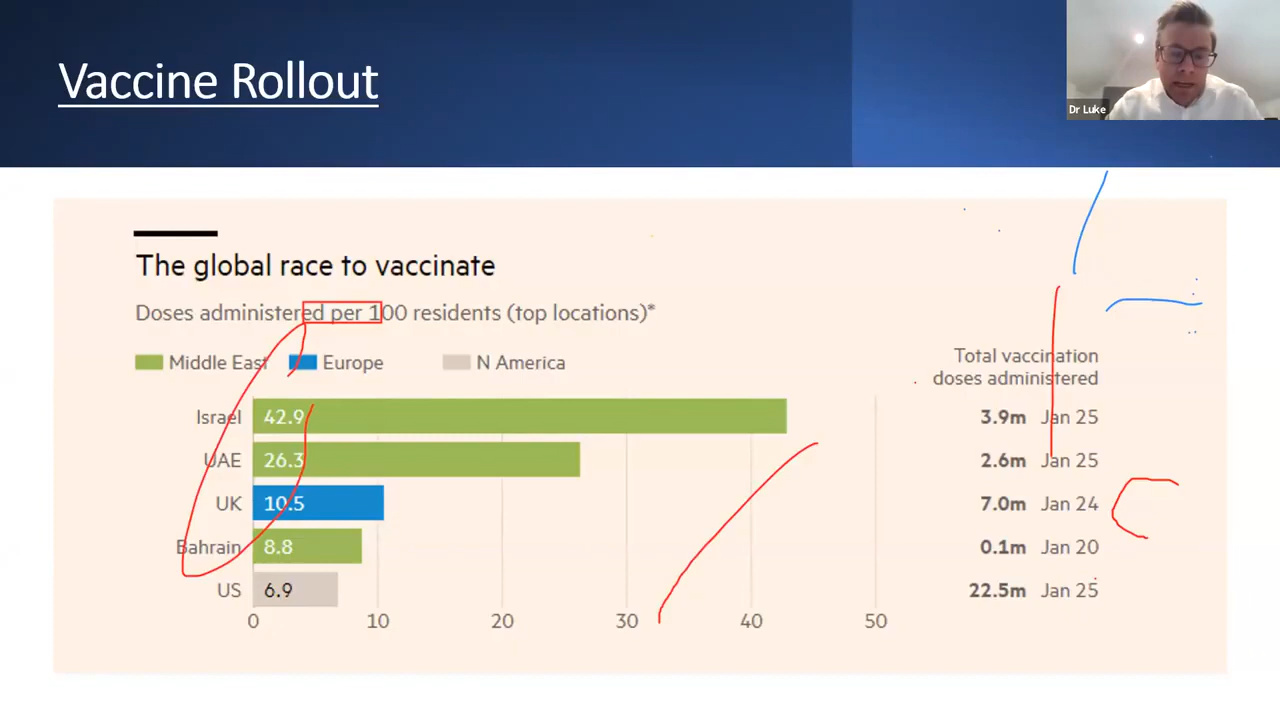 Vaccine Rollout
Dr Luke
The global race to vaccinate
Doses administered per 100 residents (top locations)*
Middle East Europe N America
Total vaccination
doses administered
Israel 42.9 3.9m Jan 25
UAE 26.3 2.6m Jan 25
UK 10.5 7.0m Jan 24
Bahrain 8.8 0.1m Jan 20
US 6.9 22.5m Jan 25
0 10 20 30 40 50